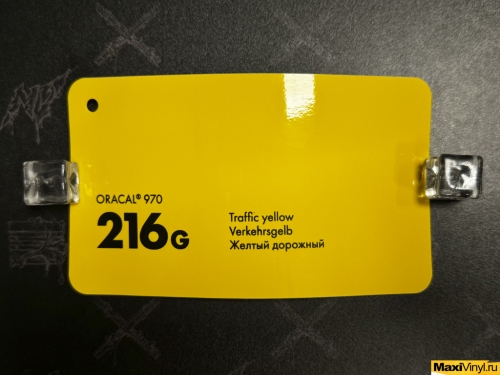 ORACAL® 970
216G
Traffic yellow
Verkehrsgelb
Желтый дорожный
MaxiVinyl.ru